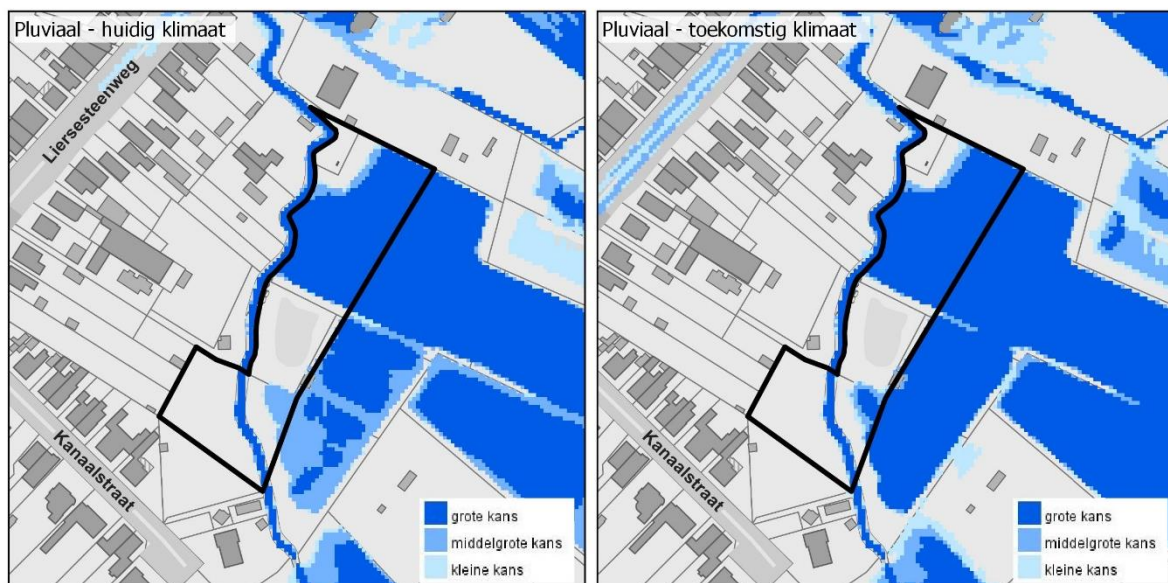 Pluviaal - huidig klimaat
Liersesteenweg
Kanaalstraat
grote kans
middelgrote kans
kleine kans
Pluviaal - toekomstig klimaat
Kanaalstraat
grote kans
middelgrote kans
kleine kans